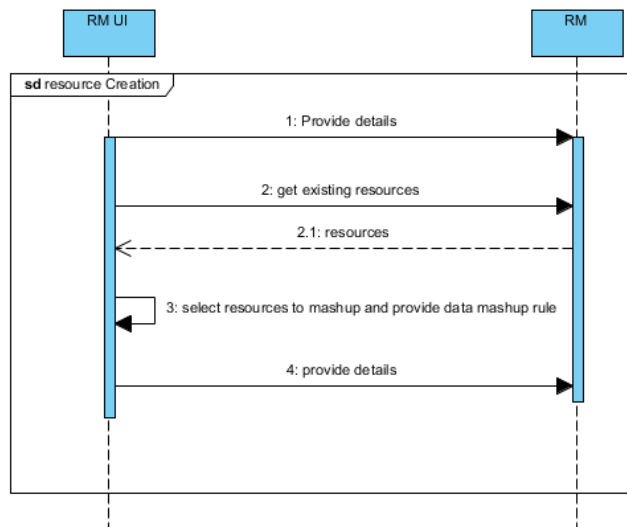 RM UI
RM
sd resource Creation
1: Provide details
2: get existing resources
2.1: resources
3: select resources to mashup and provide data mashup rule
4: provide details